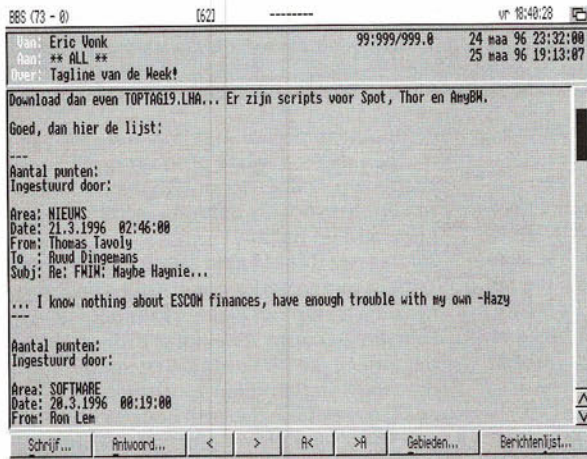 BBS (73 - 0) [62] -------- vr 18:40:28
Van: Eric Vonk 99:999/999.0 24 maa 96 23:32:00
Aan: ** ALL ** 25 maa 96 19:13:07
Over: Tagline van de Week!
Download dan even TOPTAG19.LHA... Er zijn scripts voor Spot, Thor en AmyBW.
Goed, dan hier de lijst:
---
Aantal punten:
Ingestuurd door:
Area: NIEUWS
Date: 21.3.1996 02:46:00
From: Thomas Tavoly
To : Ruud Dingemans
Subj: Re: FWIW: Maybe Haynie...
... I know nothing about ESCOM finances, have enough trouble with my own -Hazy
---
Aantal punten:
Ingestuurd door:
Area: SOFTWARE
Date: 20.3.1996 00:19:00
From: Ron Lem
Schrijf... Antwoord... < > A< >A Gebieden... Berichtenlijst...